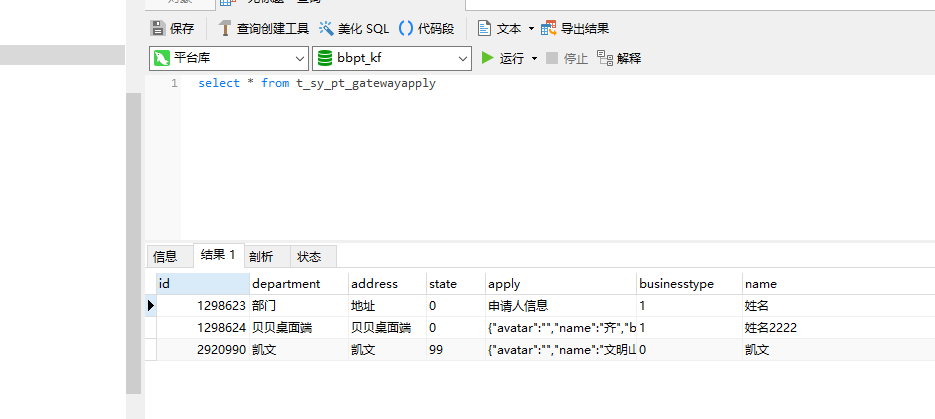 保存 查询创建工具 美化 SQL 代码段 文本 导出结果
平台库 bbpt_kf 运行 停止 解释
1 select * from t_sy_pt_gatewayapply
信息 结果 1 剖析 状态
id department address state apply businesstype name
1298623 部门 地址 0 申请人信息 1 姓名
1298624 贝贝桌面端 贝贝桌面端 0 {"avatar":"","name":"齐","b 1 姓名2222
2920990 凯文 凯文 99 {"avatar":"","name":"文明山 0 凯文